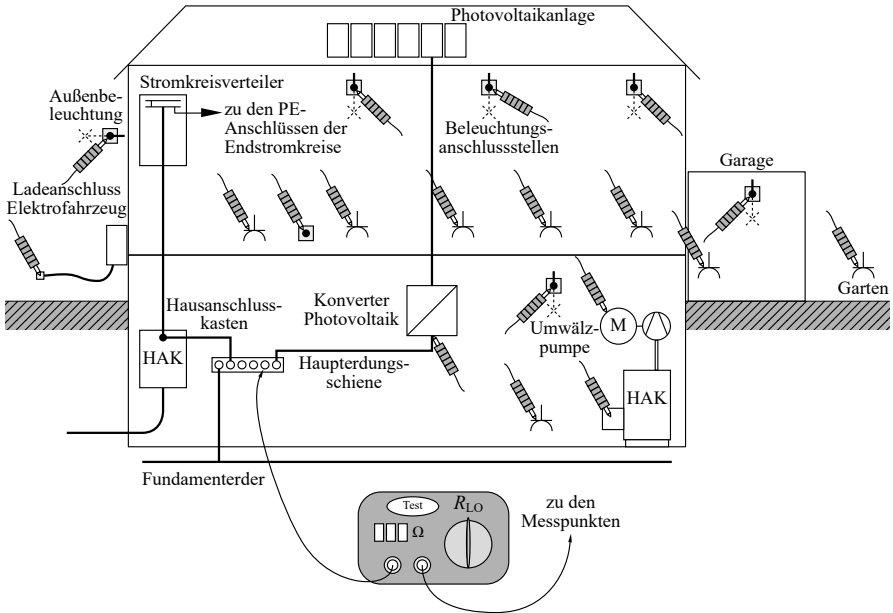 Photovoltaikanlage
Stromkreisverteiler
Außenbe-
leuchtung
zu den PE-
Anschlüssen der
Endstromkreise
Beleuchtungs-
anschlussstellen
Garage
Ladeanschluss
Elektrofahrzeug
Garten
Hausanschluss-
kasten
Konverter
Photovoltaik
M
Umwälz-
pumpe
HAK
Haupterdungs-
schiene
HAK
Fundamenterder
Test
R_LO
Ω
zu den
Messpunkten